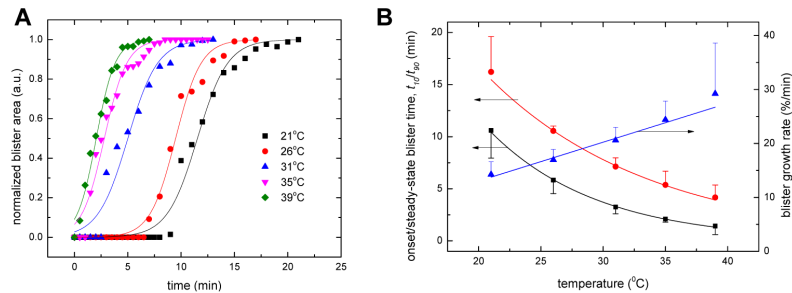 A
normalized blister area (a.u.)
1.0
0.8
0.6
0.4
0.2
0.0
21°C
26°C
31°C
35°C
39°C
0 5 10 15 20 25
time (min)
B
onset/steady-state blister time, t10/t90 (min)
20
15
10
5
0
40
30
20
10
0
blister growth rate (%/min)
20 25 30 35 40
temperature (°C)